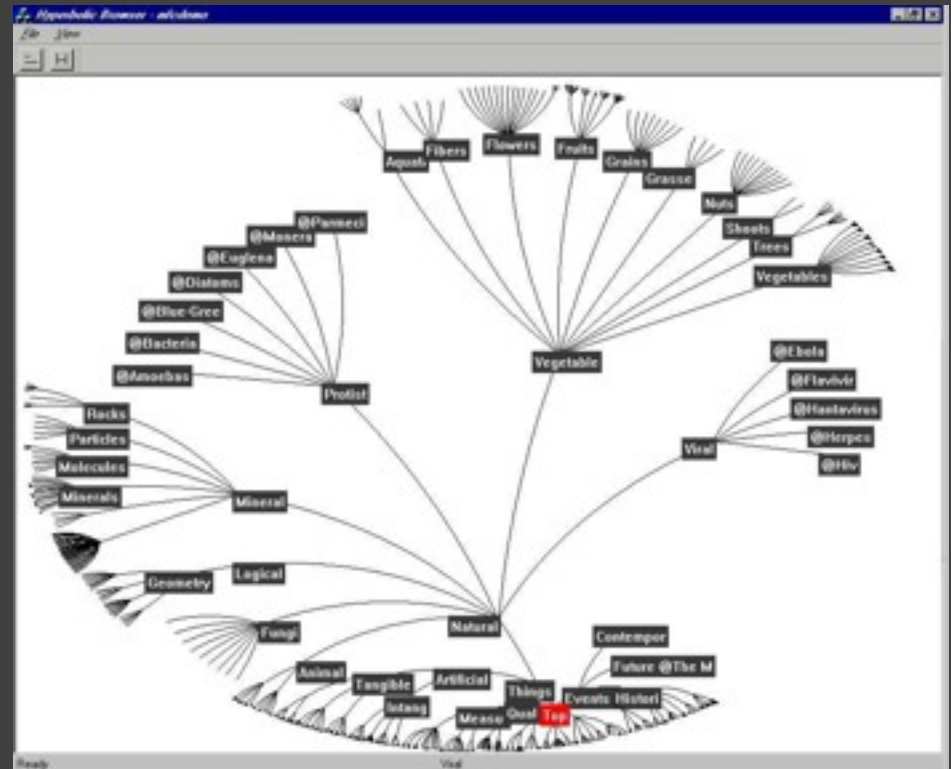 Hyperbolic Browser - mfcdemo
File View
Aquati
Fibers
Flowers
Fruits
Grains
Grasse
Nuts
Shoots
Trees
Vegetables
@Parmeci
@Monera
@Euglena
@Diatoms
@Blue-Gree
@Bacteria
@Amoebas
Protist
Vegetable
@Ebola
@Flavivir
@Hantavirus
@Herpes
@Hiv
Viral
Rocks
Particles
Molecules
Minerals
Mineral
Geometry
Logical
Fungi
Natural
Contempor
Future @The M
Animal
Tangible
Artificial
Intang
Things
Events Histori
Measu
Qual
Top
Ready
Viral